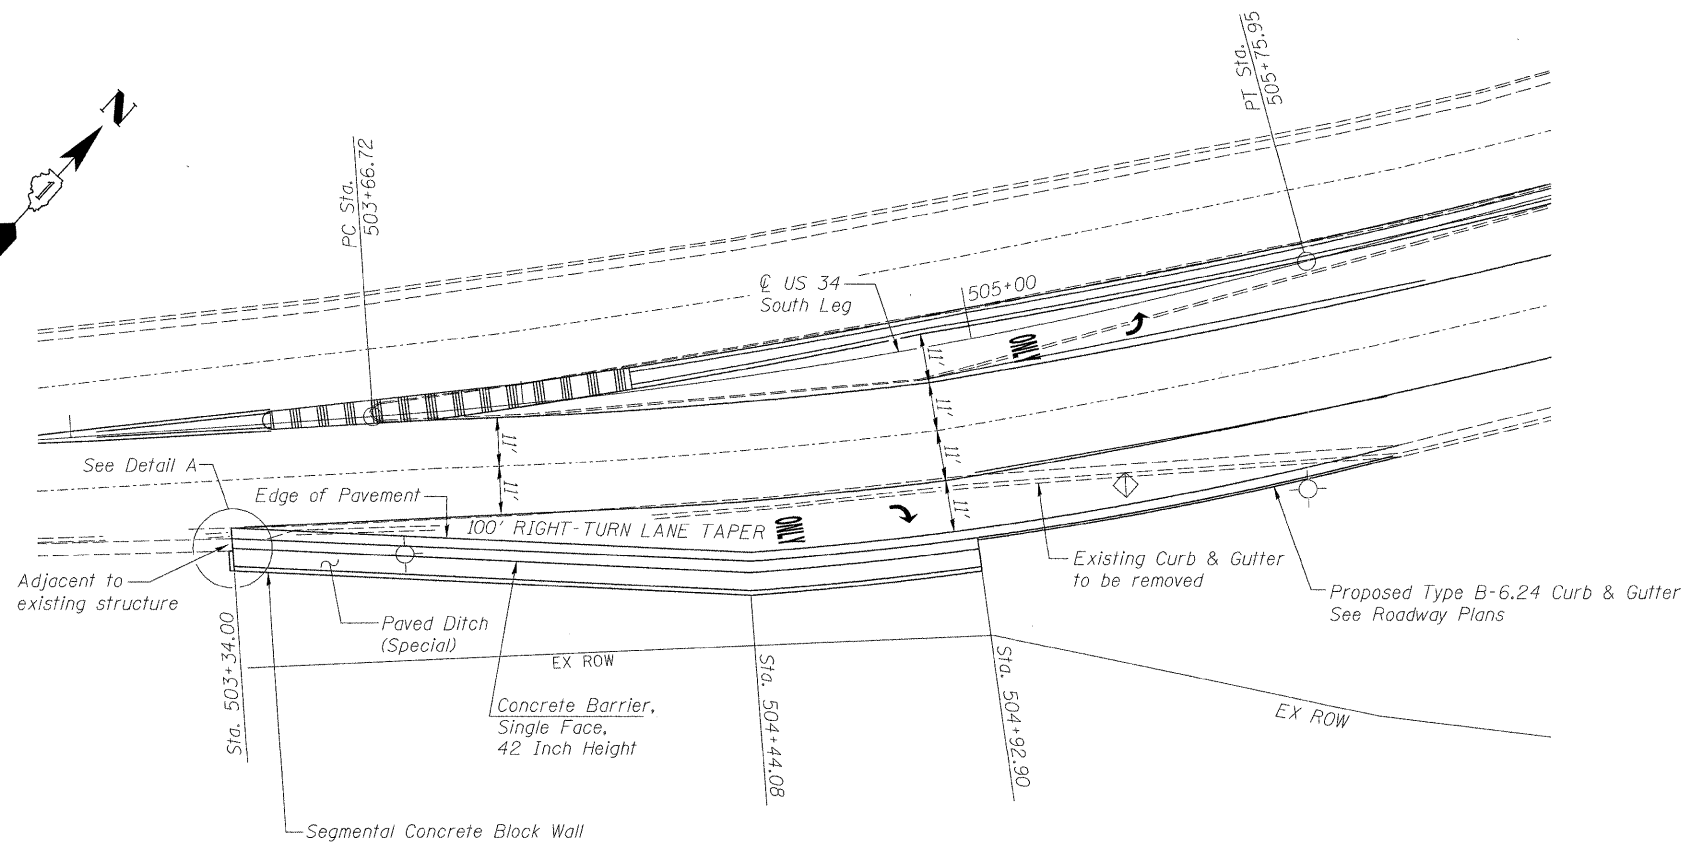 N
PT Sta.
505+75.95
PC Sta.
503+66.72
℄ US 34
South Leg
505+00
ONLY
11'
11'
11'
11'
11'
11'
See Detail A
Edge of Pavement
100' RIGHT-TURN LANE TAPER
ONLY
Adjacent to
existing structure
Existing Curb & Gutter
to be removed
Proposed Type B-6.24 Curb & Gutter
See Roadway Plans
Paved Ditch
(Special)
EX ROW
EX ROW
Sta. 503+34.00
Sta. 504+44.08
Sta. 504+92.90
Concrete Barrier,
Single Face,
42 Inch Height
Segmental Concrete Block Wall